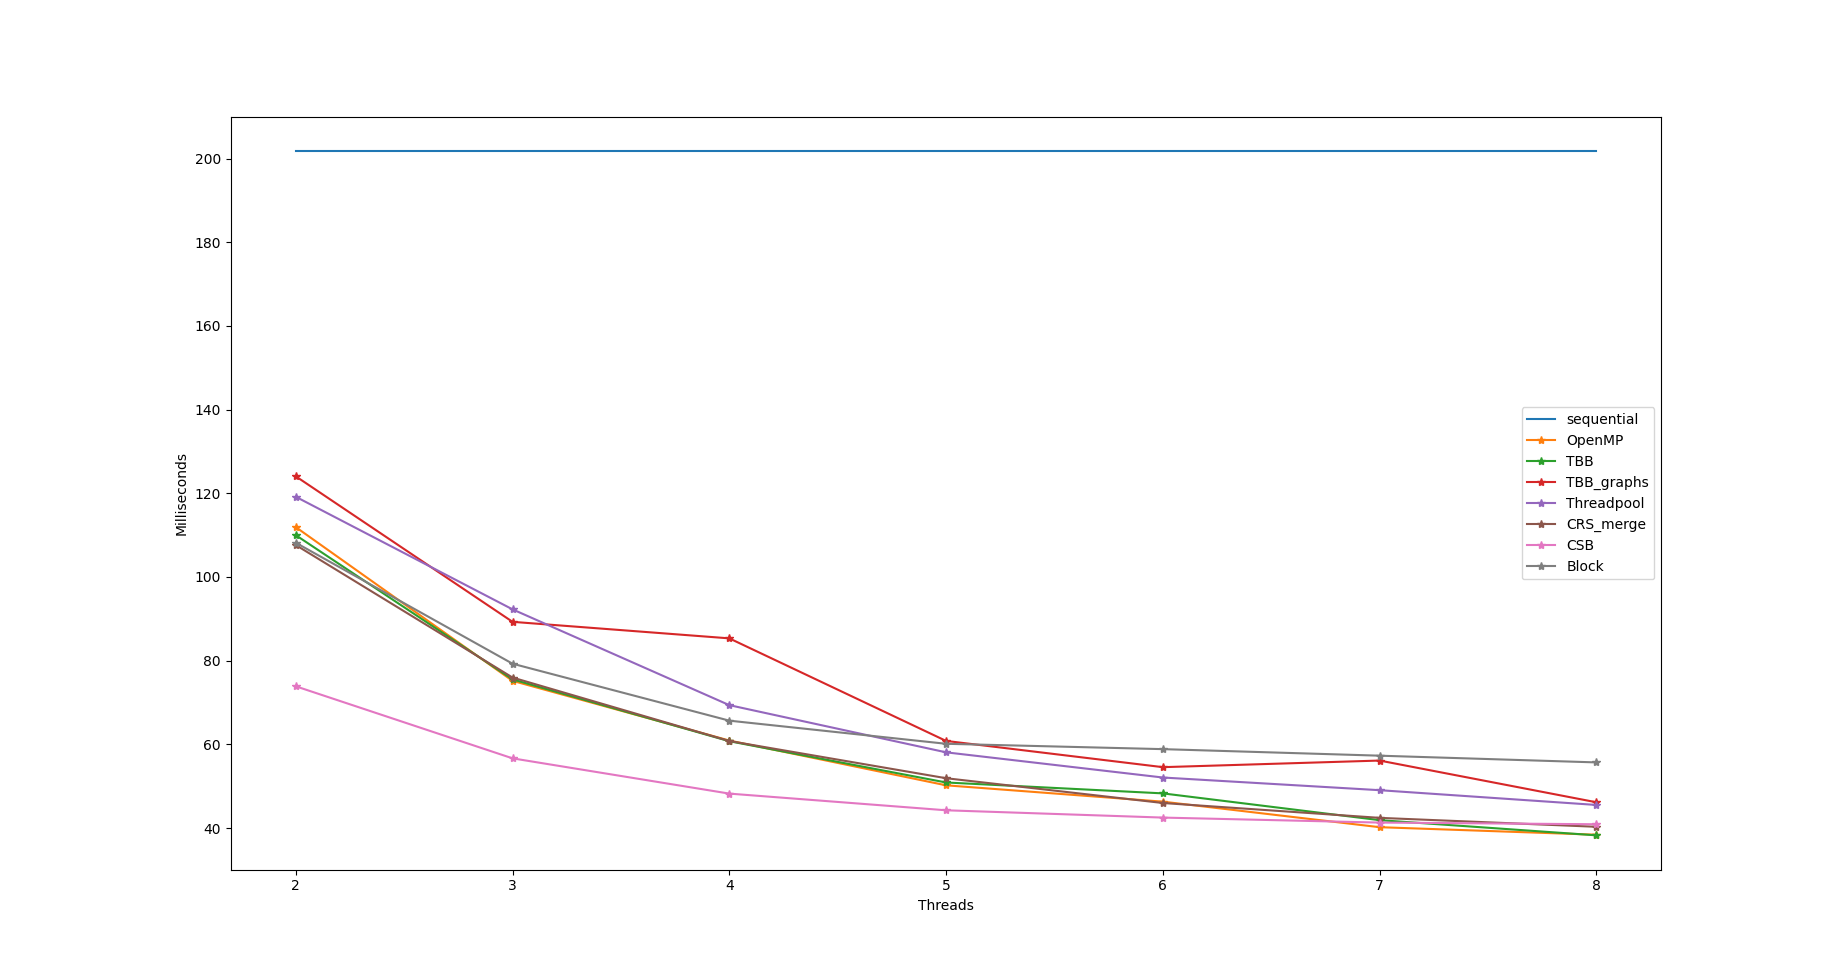 200
180
160
140
120
100
80
60
40
Milliseconds
2 3 4 5 6 7 8
Threads
sequential
OpenMP
TBB
TBB_graphs
Threadpool
CRS_merge
CSB
Block